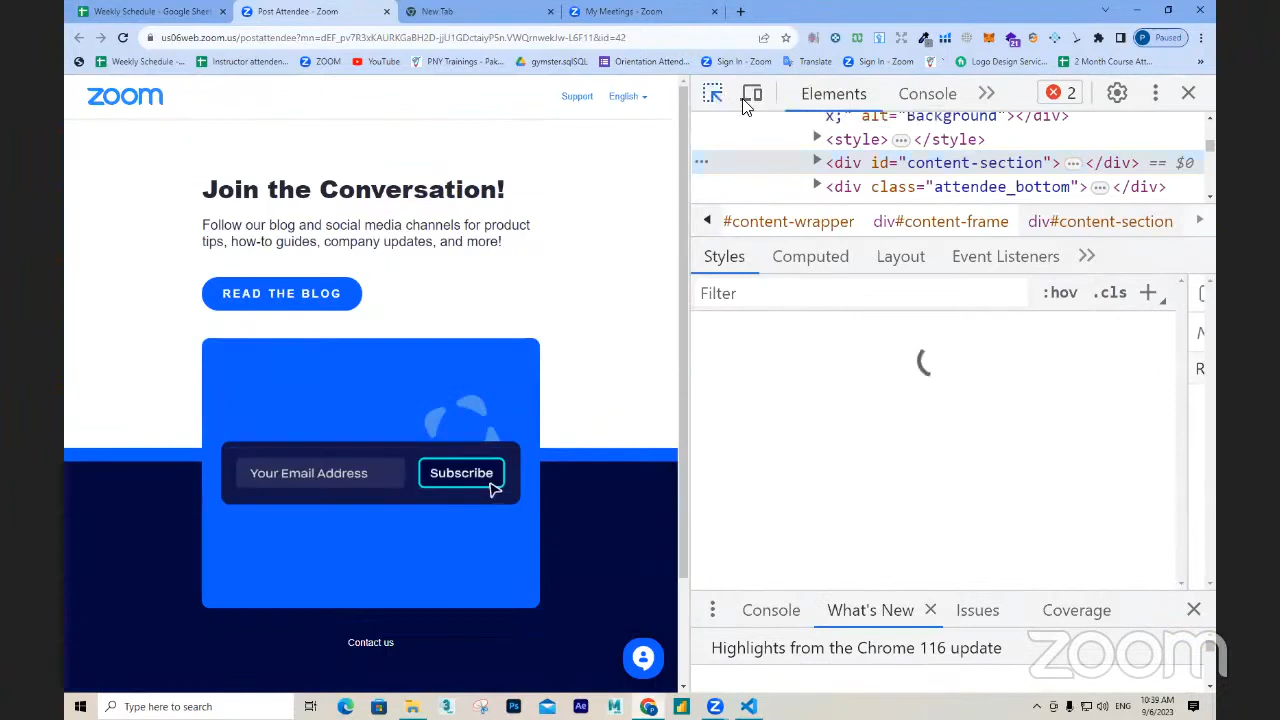 Weekly Schedule - Google Sheet
Post Attendee - Zoom
New Tab
My Meetings - Zoom
us06web.zoom.us/postattendee?mn=dEF_pv7R3xKAURKGaBH2D-jjU1GDctaiyP5n.VWQrnwekJw-L6F11&id=42
Paused
Weekly Schedule -...
Instructor attenden...
ZOOM
YouTube
PNY Trainings - Pak...
gymster.sqlSQL
Orientation Attend...
Sign In - Zoom
Translate
Sign In - Zoom
Logo Design Servic...
2 Month Course Att...
zoom
Support
English
Join the Conversation!
Follow our blog and social media channels for product
tips, how-to guides, company updates, and more!
READ THE BLOG
Your Email Address
Subscribe
Contact us
Elements
Console
2
x;" alt="Background"></div>
<style> … </style>
<div id="content-section"> … </div> == $0
<div class="attendee_bottom"> … </div>
#content-wrapper
div#content-frame
div#content-section
Styles
Computed
Layout
Event Listeners
Filter
:hov
.cls
Console
What's New
Issues
Coverage
Highlights from the Chrome 116 update
zoom
Type here to search
ENG
10:39 AM
9/6/2023